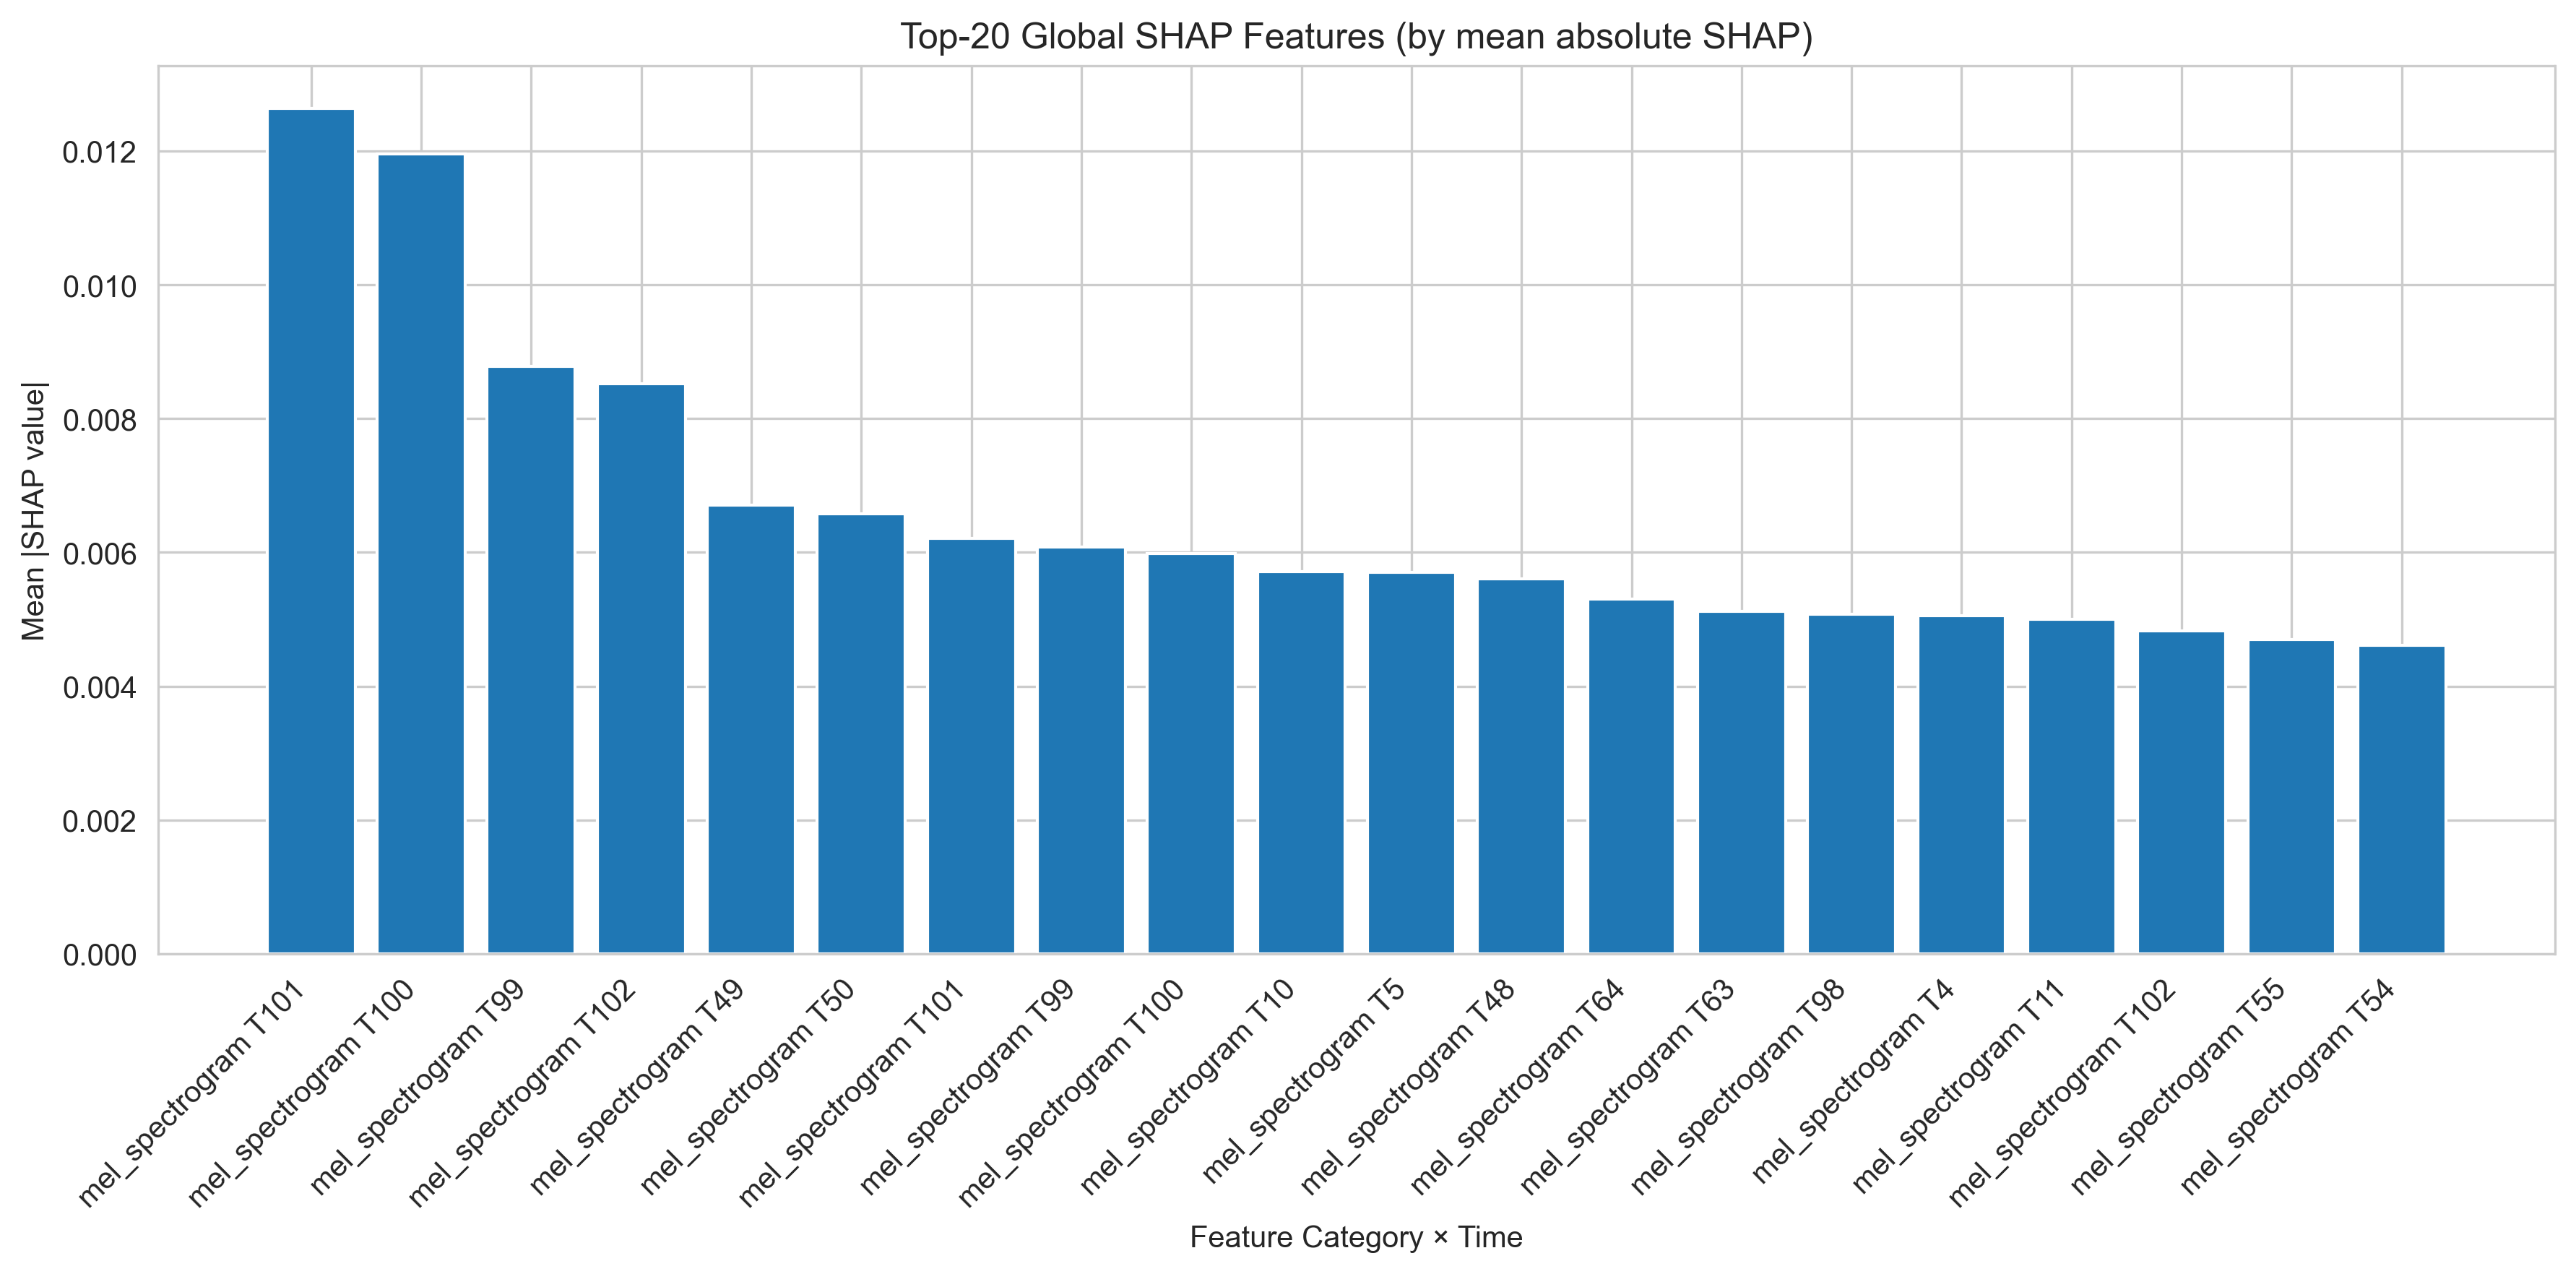 Top-20 Global SHAP Features (by mean absolute SHAP)
Mean |SHAP value|
0.012
0.010
0.008
0.006
0.004
0.002
0.000
mel_spectrogram T101
mel_spectrogram T100
mel_spectrogram T99
mel_spectrogram T102
mel_spectrogram T49
mel_spectrogram T50
mel_spectrogram T101
mel_spectrogram T99
mel_spectrogram T100
mel_spectrogram T10
mel_spectrogram T5
mel_spectrogram T48
mel_spectrogram T64
mel_spectrogram T63
mel_spectrogram T98
mel_spectrogram T4
mel_spectrogram T11
mel_spectrogram T102
mel_spectrogram T55
mel_spectrogram T54
Feature Category × Time